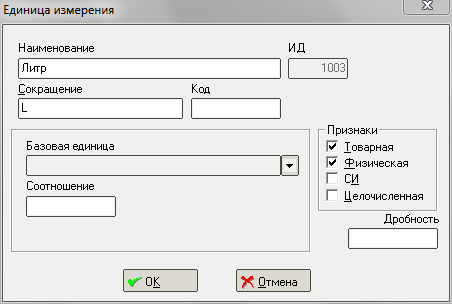 Единица измерения
Наименование ИД
Литр 1003
Сокращение Код
L
Базовая единица
Соотношение
Признаки
Товарная
Физическая
СИ
Целочисленная
Дробность
OK Отмена